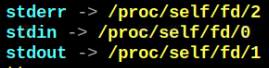 stderr -> /proc/self/fd/2
stdin -> /proc/self/fd/0
stdout -> /proc/self/fd/1